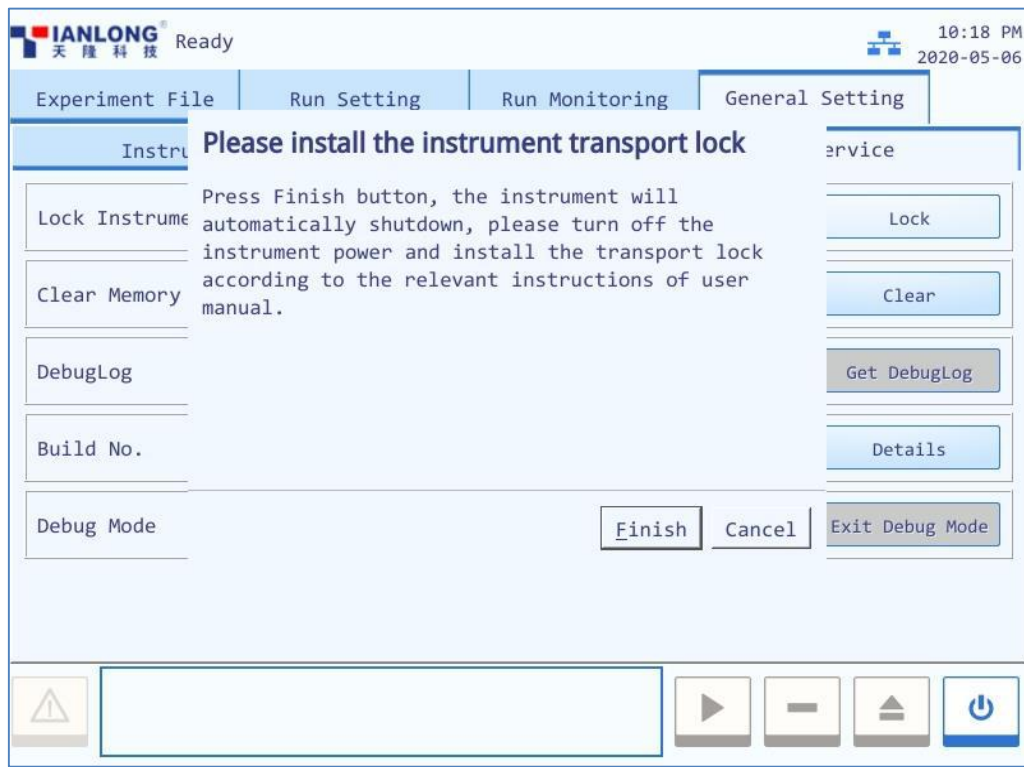 TIANLONG®
天隆科技
Ready
10:18 PM
2020-05-06
Experiment File
Run Setting
Run Monitoring
General Setting
Instru
ervice
Please install the instrument transport lock
Press Finish button, the instrument will
automatically shutdown, please turn off the
instrument power and install the transport lock
according to the relevant instructions of user
manual.
Lock Instrume
Lock
Clear Memory
Clear
DebugLog
Get DebugLog
Build No.
Details
Debug Mode
Exit Debug Mode
Finish
Cancel